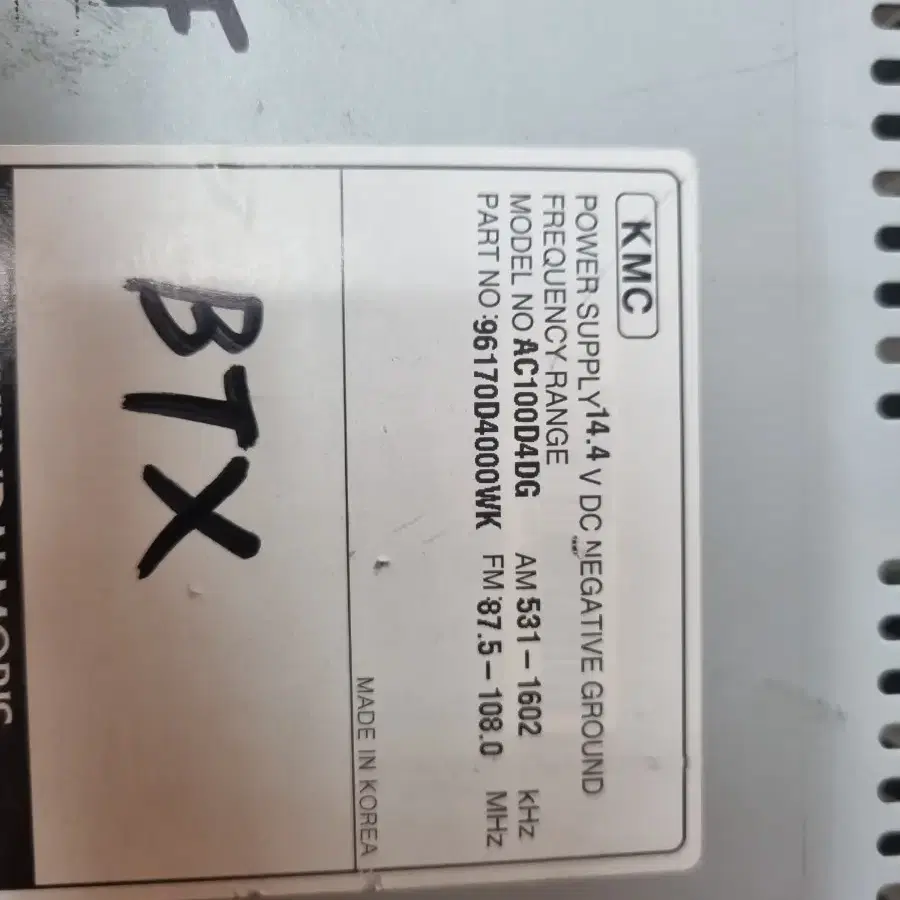 KMC
POWER SUPPLY 14.4 V DC NEGATIVE GROUND
FREQUENCY RANGE
MODEL NO AC100D4DG AM 531 – 1602 kHz
PART NO :96170D4000WK FM :87.5 – 108.0 MHz
MADE IN KOREA
BTX